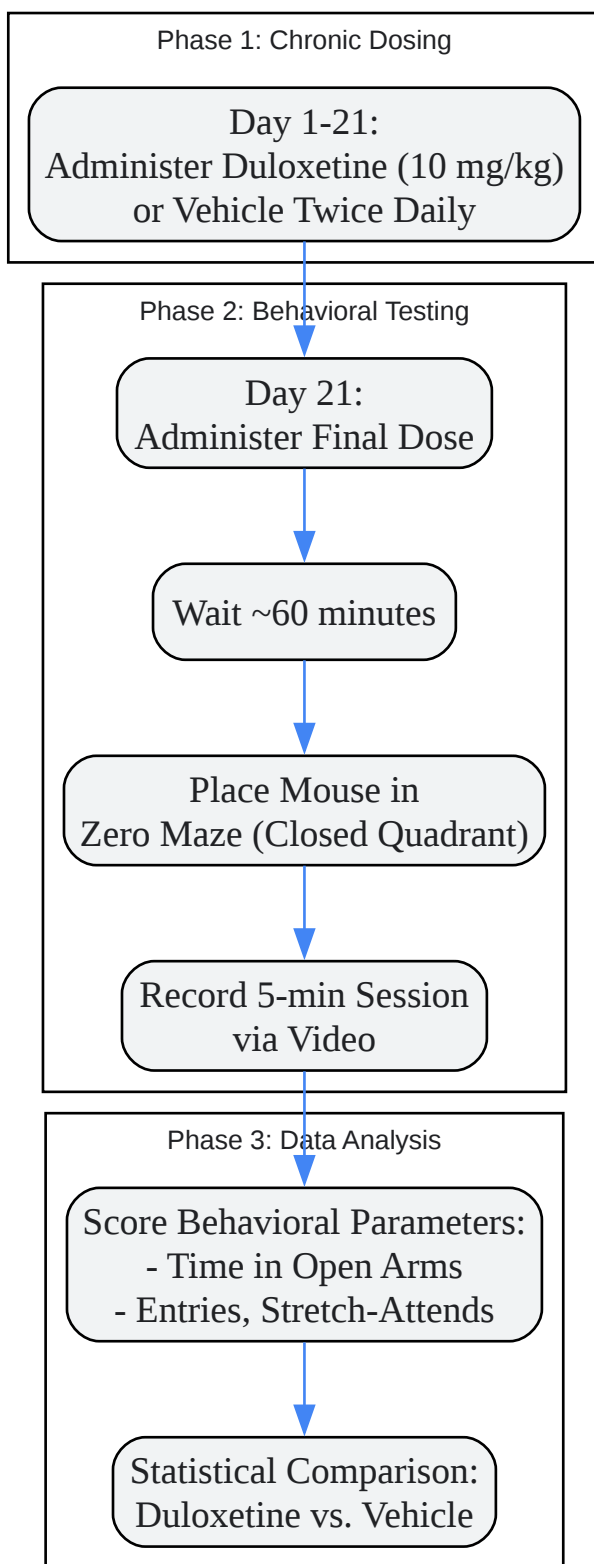 Phase 1: Chronic Dosing
Day 1-21:
Administer Duloxetine (10 mg/kg)
or Vehicle Twice Daily
Phase 2: Behavioral Testing
Day 21:
Administer Final Dose
Wait ~60 minutes
Place Mouse in
Zero Maze (Closed Quadrant)
Record 5-min Session
via Video
Phase 3: Data Analysis
Score Behavioral Parameters:
- Time in Open Arms
- Entries, Stretch-Attends
Statistical Comparison:
Duloxetine vs. Vehicle